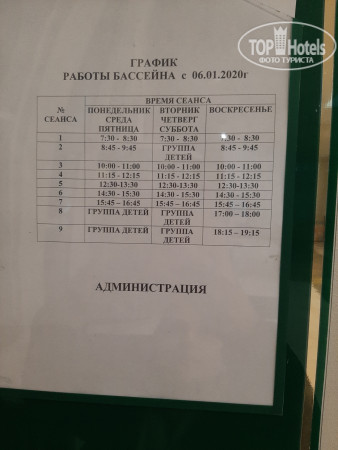 TOP Hotels
ФОТО ТУРИСТА
ГРАФИК
РАБОТЫ БАССЕЙНА с 06.01.2020г
№ СЕАНСА ВРЕМЯ СЕАНСА
ПОНЕДЕЛЬНИК СРЕДА ПЯТНИЦА ВТОРНИК ЧЕТВЕРГ СУББОТА ВОСКРЕСЕНЬЕ
1 7:30 - 8:30 7:30 - 8:30 :30 - 8:30
2 8:45 - 9:45 ГРУППА ДЕТЕЙ 8:45 - 9:45
3 10:00 - 11:00 10:00 - 11:00 10:00 - 11:00
4 11:15 - 12:15 11:15 - 12:15 11:15 - 12:15
5 12:30-13:30 12:30-13:30 12:30-13:30
6 14:30 - 15:30 14:30 - 15:30 14:30 - 15:30
7 15:45 – 16:45 15:45 – 16:45 15:45 – 16:45
8 ГРУППА ДЕТЕЙ ГРУППА ДЕТЕЙ 17:00 – 18:00
9 ГРУППА ДЕТЕЙ ГРУППА ДЕТЕЙ 18:15 – 19:15
АДМИНИСТРАЦИЯ